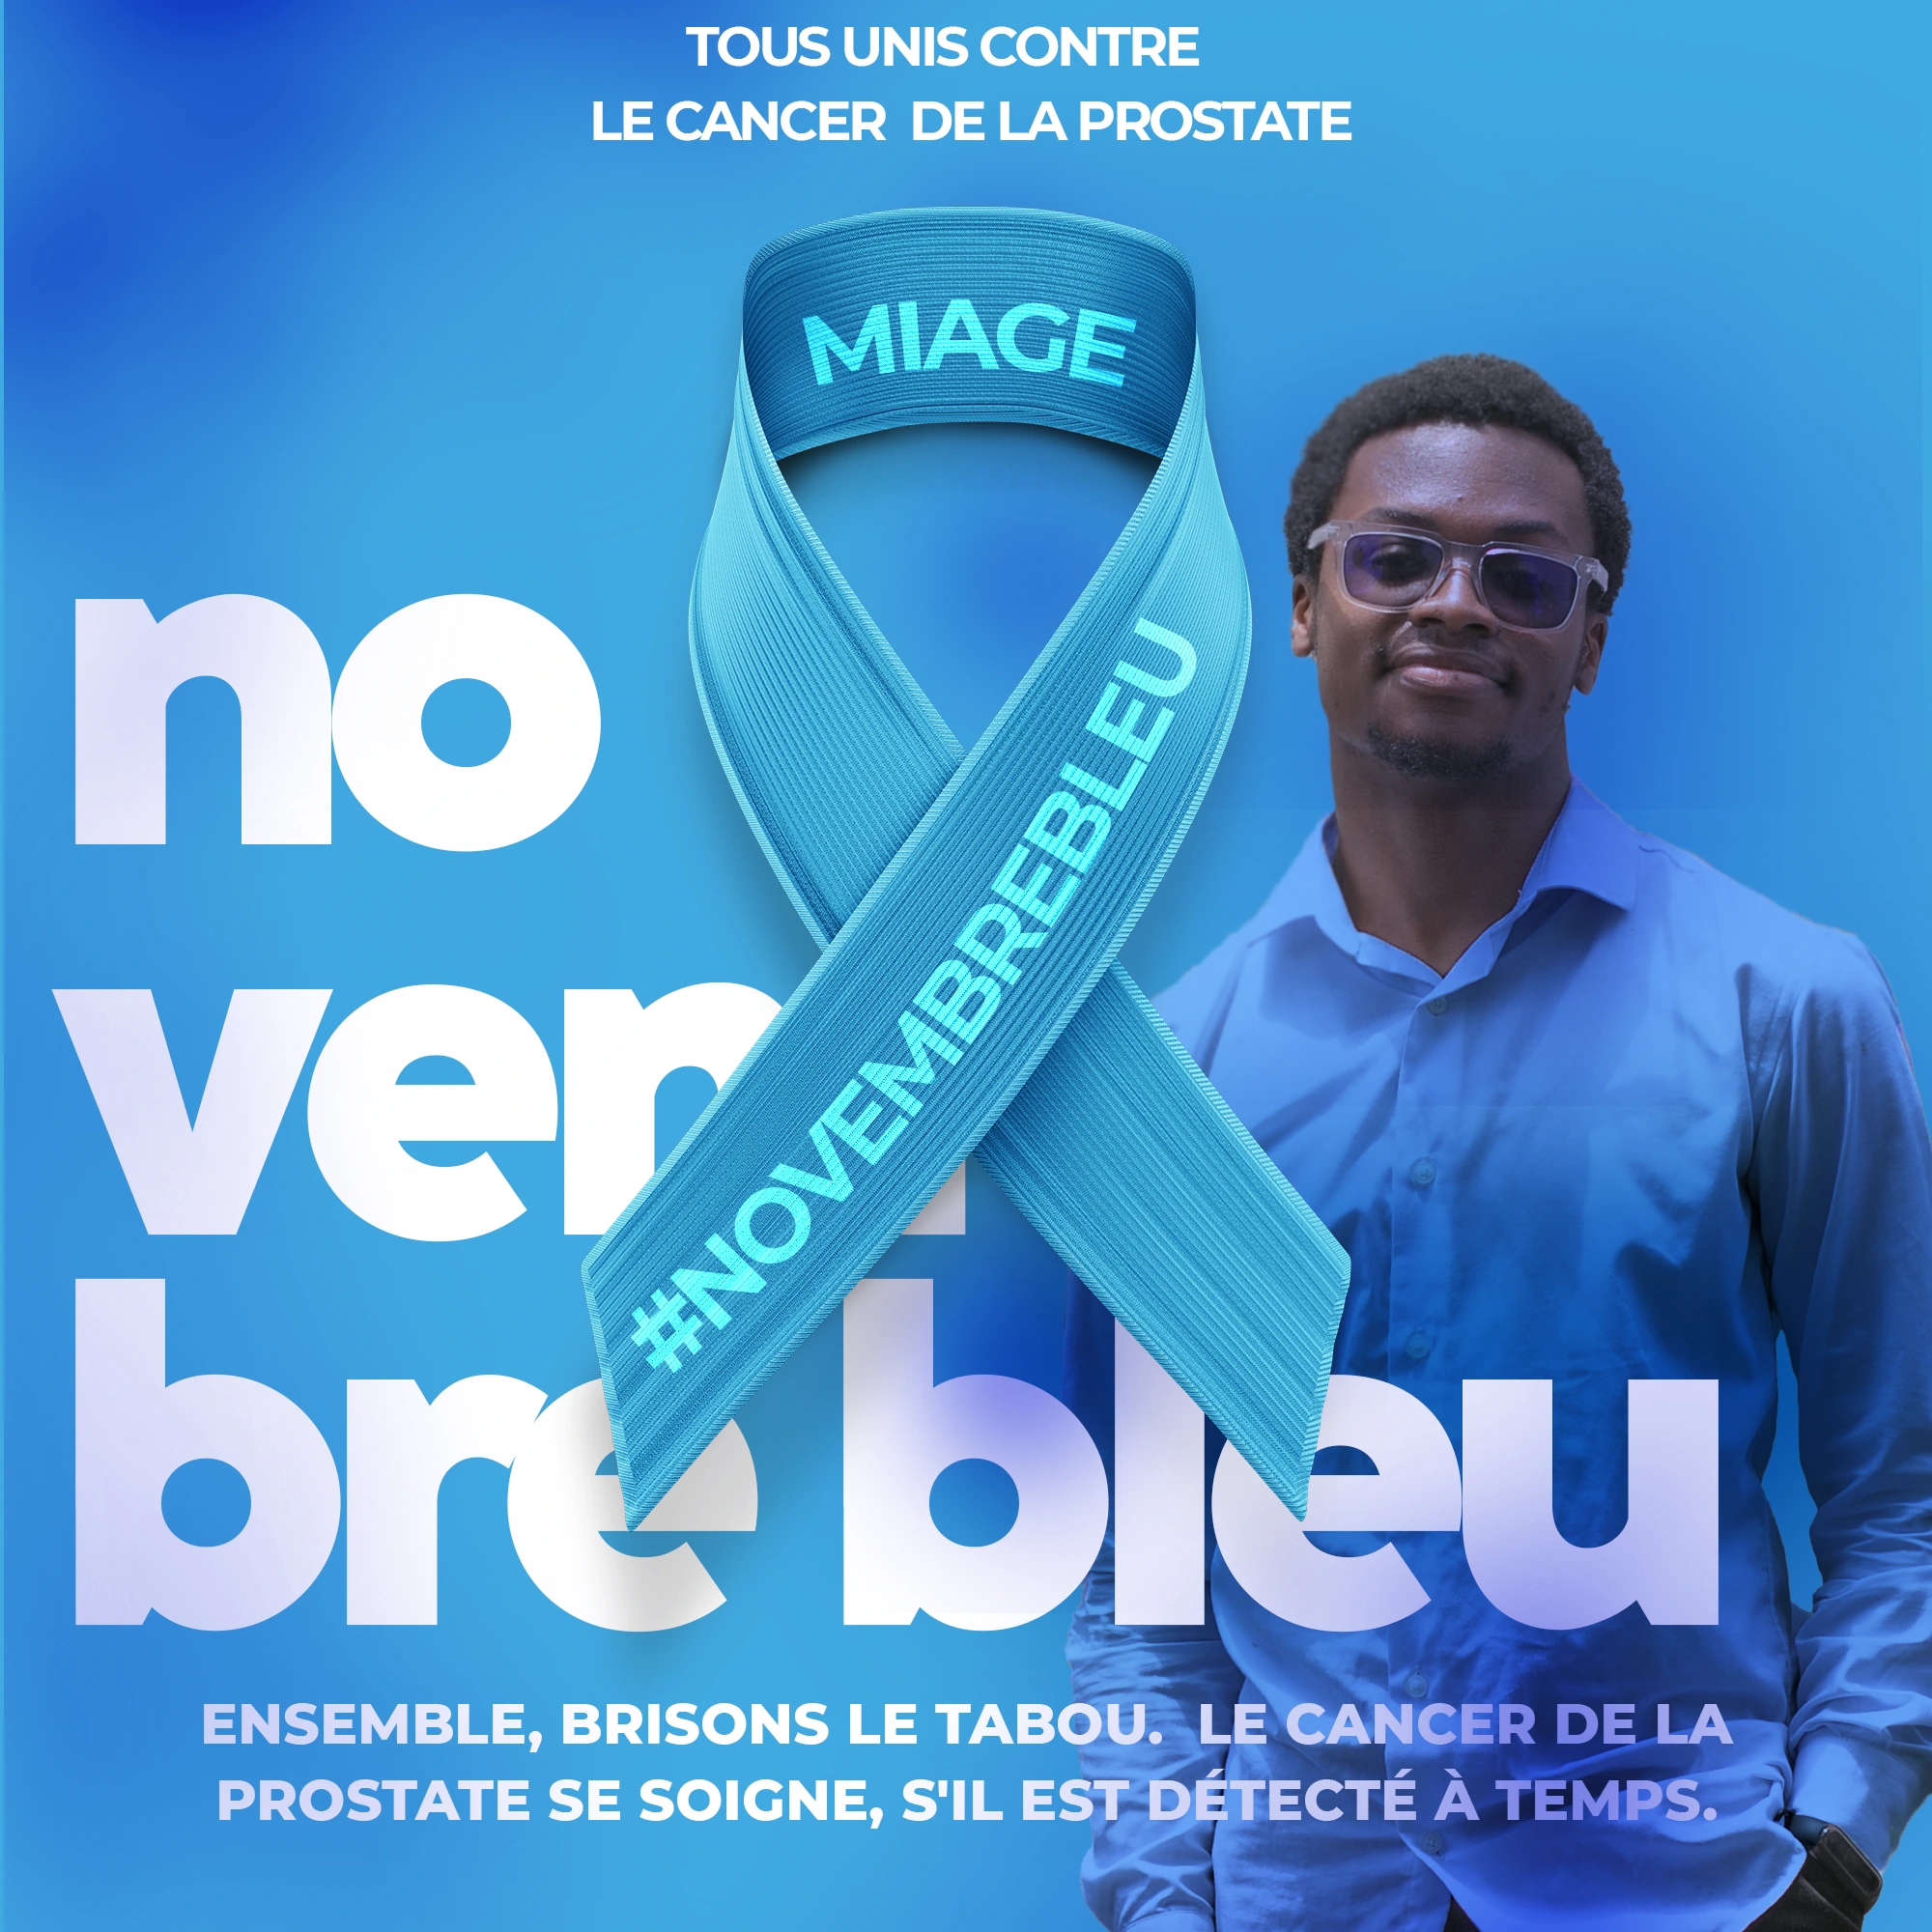 TOUS UNIS CONTRE
LE CANCER DE LA PROSTATE
MIAGE
#NOVEMBREBLEU
no
vem
bre bleu
ENSEMBLE, BRISONS LE TABOU. LE CANCER DE LA
PROSTATE SE SOIGNE, S'IL EST DÉTECTÉ À TEMPS.